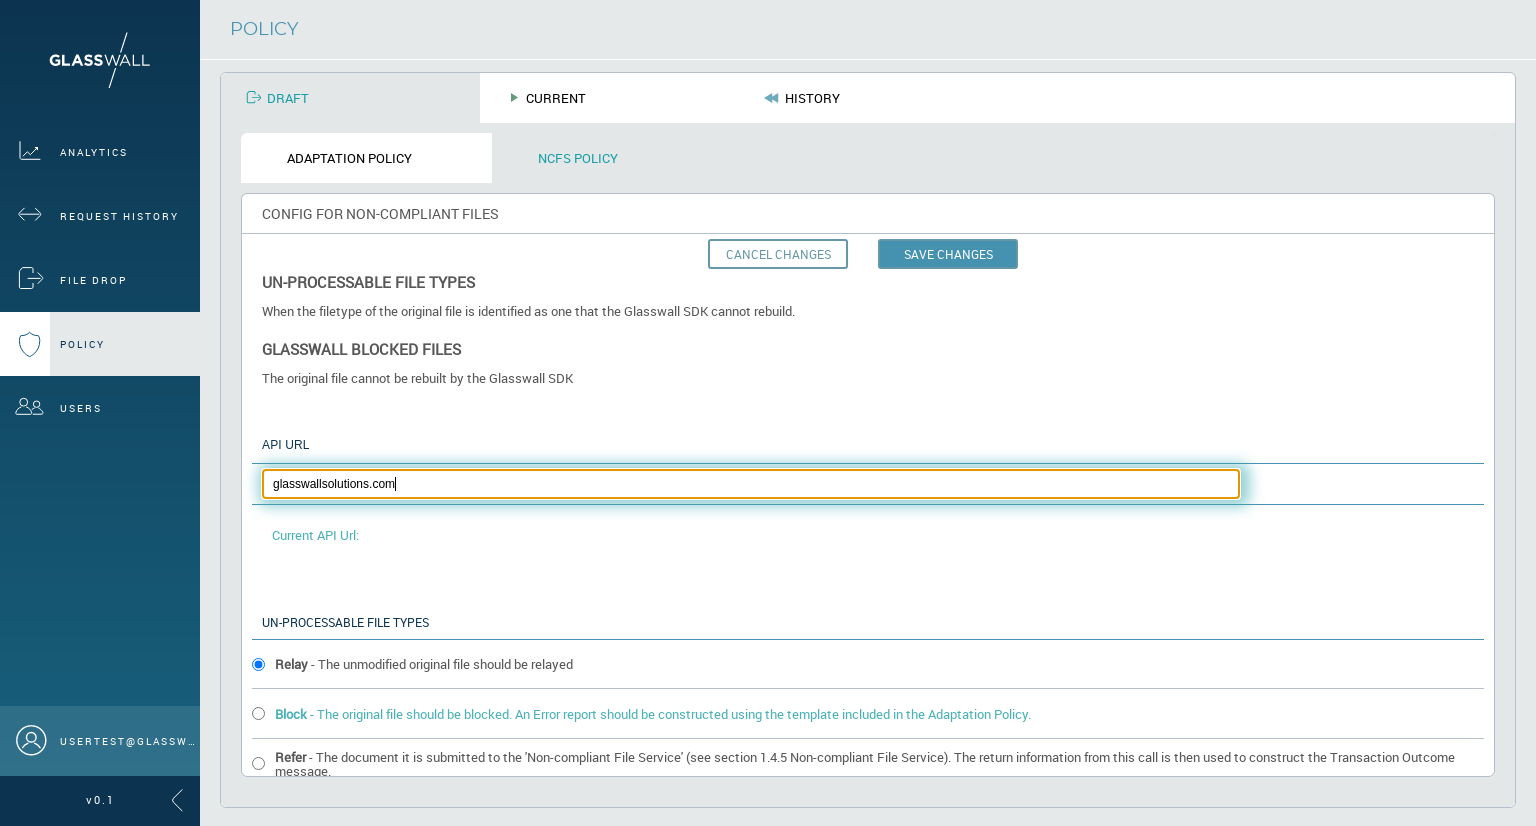 GLASSWALL
ANALYTICS
REQUEST HISTORY
FILE DROP
POLICY
USERS
USERTEST@GLASSW...
v0.1
POLICY
DRAFT
CURRENT
HISTORY
ADAPTATION POLICY
NCFS POLICY
CONFIG FOR NON-COMPLIANT FILES
CANCEL CHANGES
SAVE CHANGES
UN-PROCESSABLE FILE TYPES
When the filetype of the original file is identified as one that the Glasswall SDK cannot rebuild.
GLASSWALL BLOCKED FILES
The original file cannot be rebuilt by the Glasswall SDK
API URL
glasswallsolutions.com
Current API Url:
UN-PROCESSABLE FILE TYPES
Relay - The unmodified original file should be relayed
Block - The original file should be blocked. An Error report should be constructed using the template included in the Adaptation Policy.
Refer - The document it is submitted to the 'Non-compliant File Service' (see section 1.4.5 Non-compliant File Service). The return information from this call is then used to construct the Transaction Outcome
message.